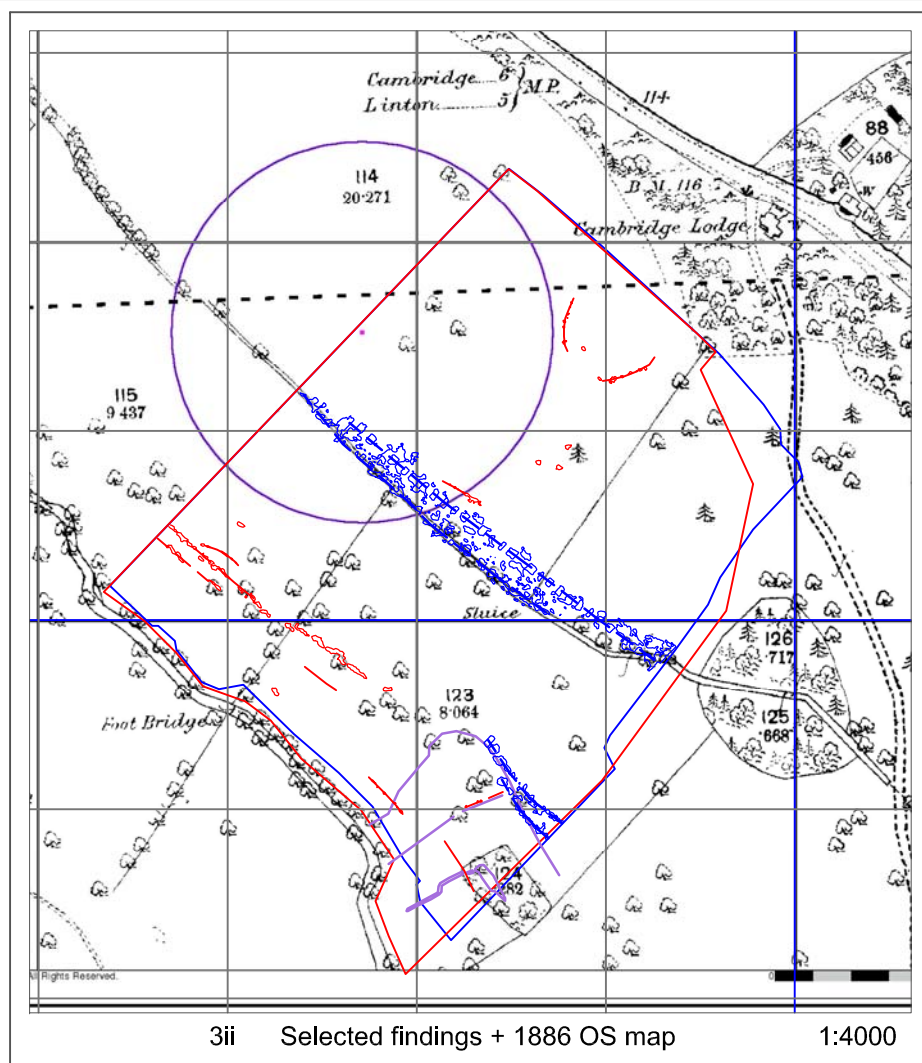 Cambridge 6
Linton 5 } M.P.
114
88
456
W
114
20·271
B.M. 116
Cambridge Lodge
115
9 437
Sluice
126
·717
123
8·064
125
·668
Foot Bridge
124
·282
All Rights Reserved.
0
3ii Selected findings + 1886 OS map 1:4000